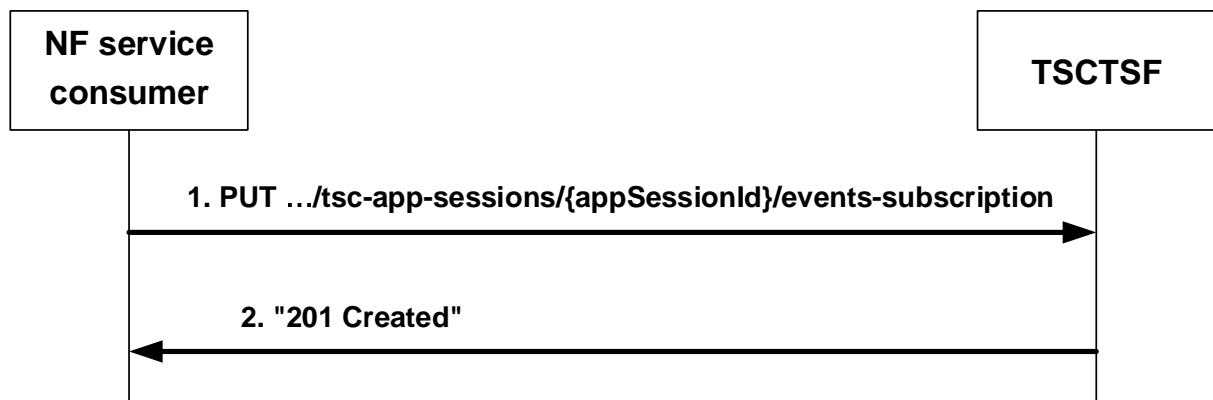 NF service
consumer
TSCTSF
1. PUT …/tsc-app-sessions/{appSessionId}/events-subscription
2. "201 Created"